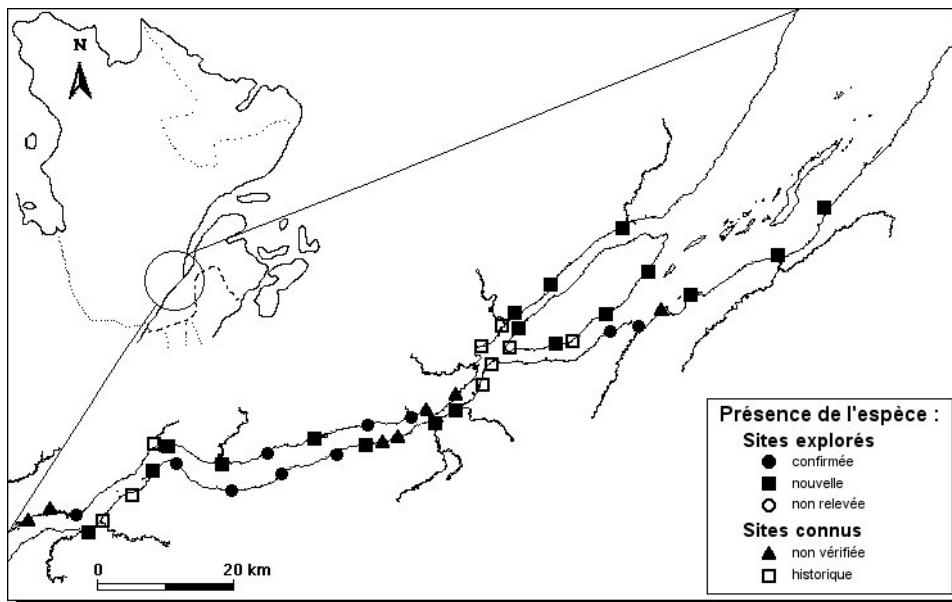 N
Présence de l'espèce :
Sites explorés
confirmée
nouvelle
non relevée
Sites connus
non vérifiée
historique
0 20 km